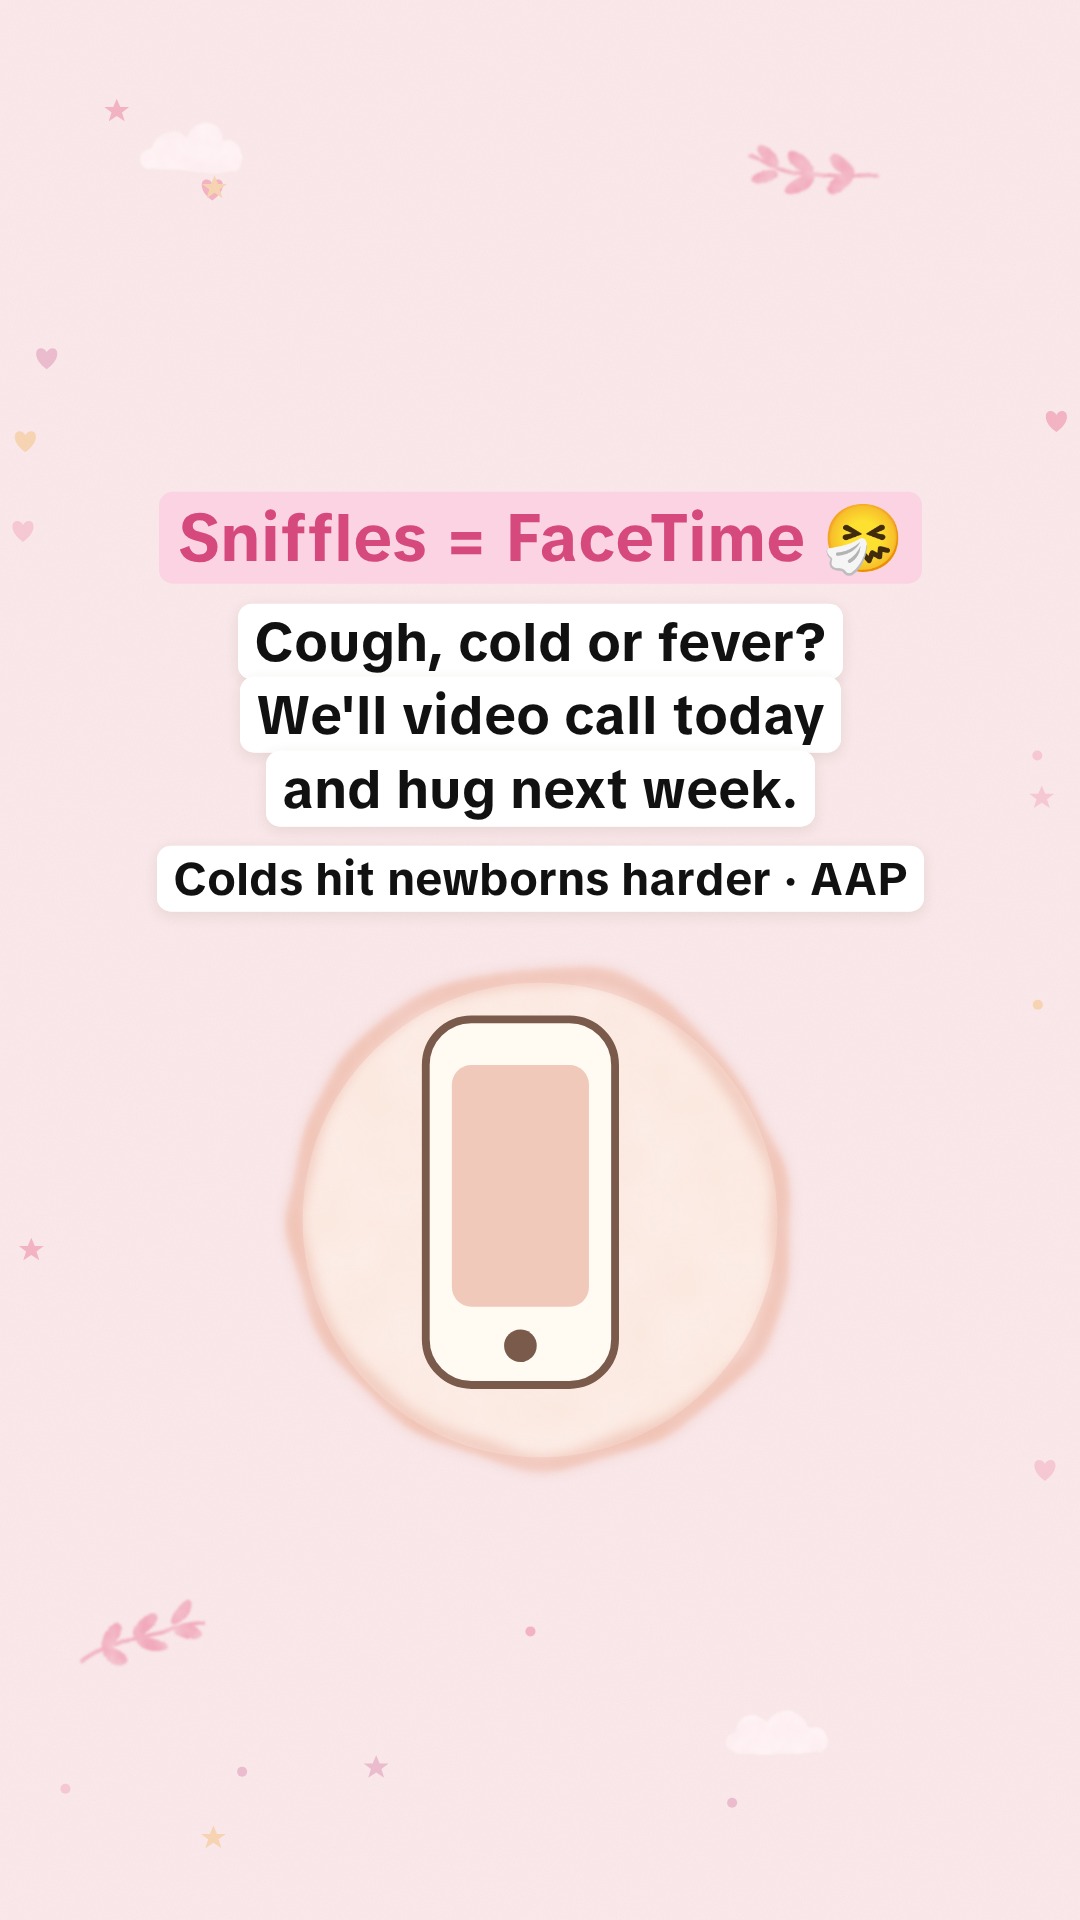 Sniffles = FaceTime 🤧
Cough, cold or fever?
We'll video call today
and hug next week.
Colds hit newborns harder · AAP